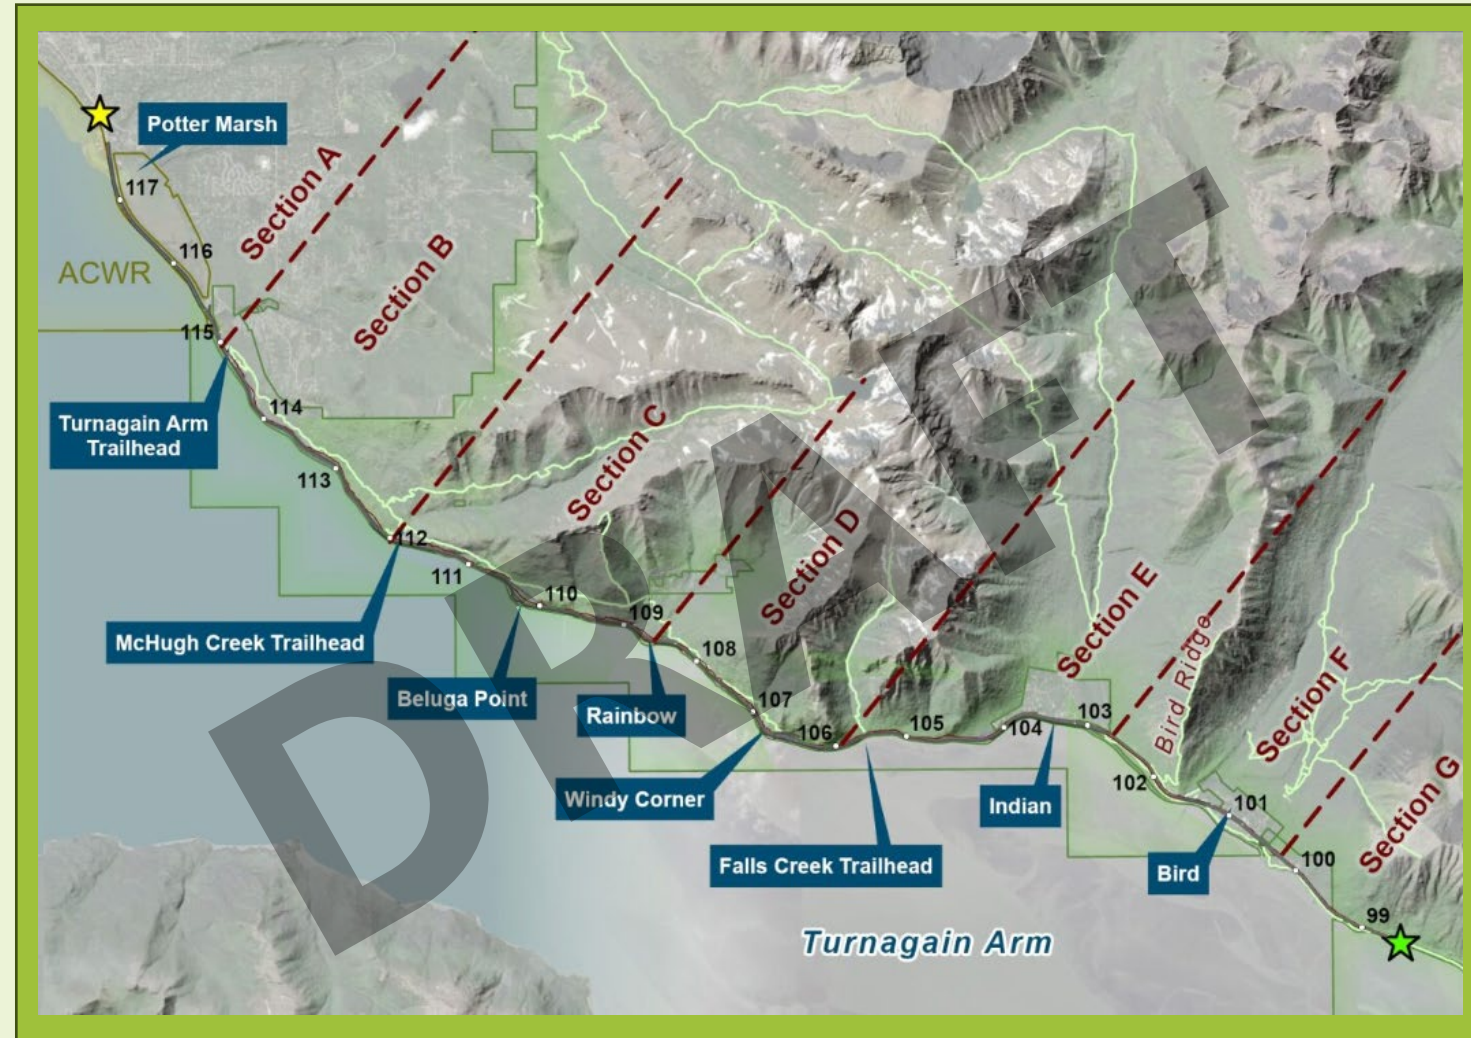 Potter Marsh
117
Section A
116
ACWR
Section B
115
Turnagain Arm
Trailhead
114
113
Section C
112
111
110
109
McHugh Creek Trailhead
Beluga Point
Rainbow
108
Section D
107
106
Windy Corner
105
Falls Creek Trailhead
104
Indian
103
Section E
Bird Ridge
102
101
Bird
Section F
100
Section G
99
Turnagain Arm
DRAFT